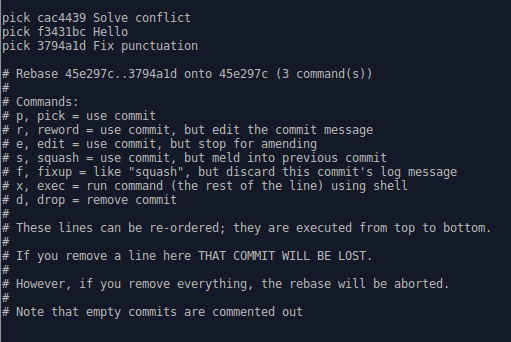 pick cac4439 Solve conflict
pick f3431bc Hello
pick 3794a1d Fix punctuation
# Rebase 45e297c..3794a1d onto 45e297c (3 command(s))
#
# Commands:
# p, pick = use commit
# r, reword = use commit, but edit the commit message
# e, edit = use commit, but stop for amending
# s, squash = use commit, but meld into previous commit
# f, fixup = like "squash", but discard this commit's log message
# x, exec = run command (the rest of the line) using shell
# d, drop = remove commit
#
# These lines can be re-ordered; they are executed from top to bottom.
#
# If you remove a line here THAT COMMIT WILL BE LOST.
#
# However, if you remove everything, the rebase will be aborted.
#
# Note that empty commits are commented out